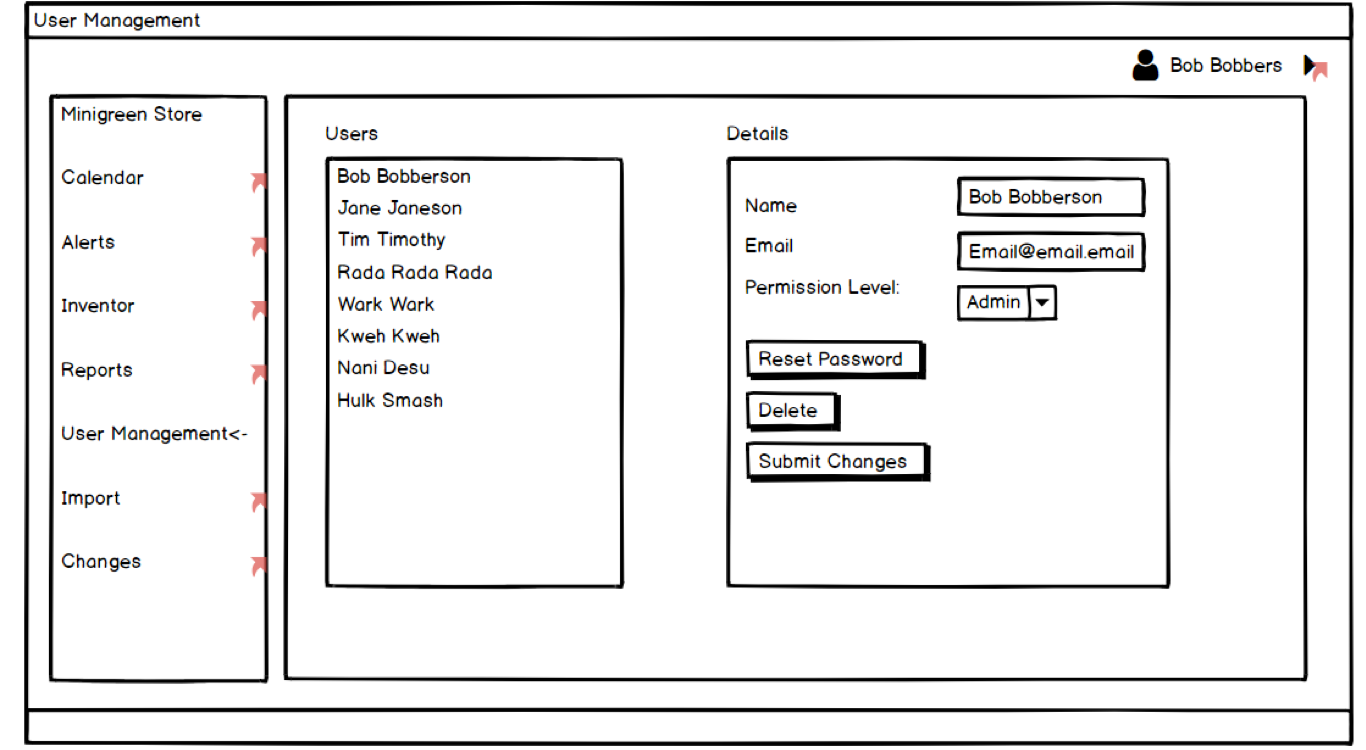 User Management
Bob Bobbers
Minigreen Store
Calendar
Alerts
Inventor
Reports
User Management<-
Import
Changes
Users
Bob Bobberson
Jane Janeson
Tim Timothy
Rada Rada Rada
Wark Wark
Kweh Kweh
Nani Desu
Hulk Smash
Details
Name Bob Bobberson
Email Email@email.email
Permission Level: Admin
Reset Password
Delete
Submit Changes